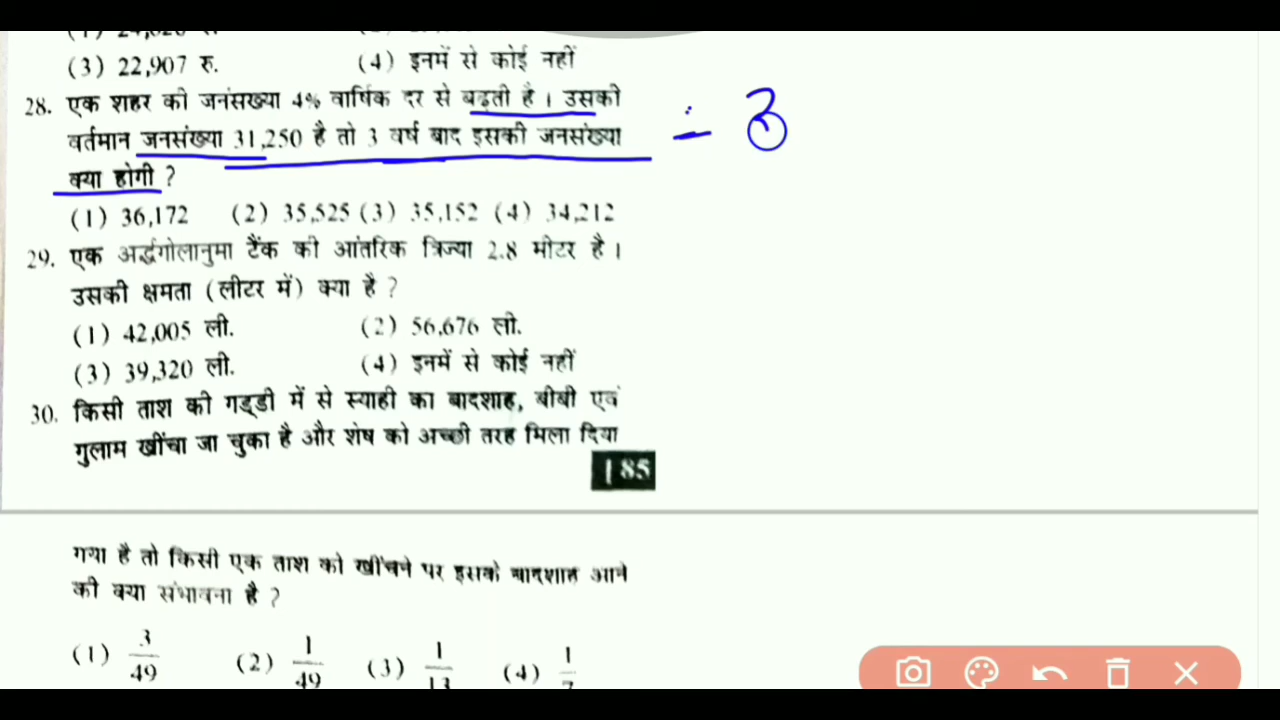 (3) 22,907 रु. (4) इनमें से कोई नहीं
28. एक शहर की जनसंख्या 4% वार्षिक दर से बढ़ती है। उसकी
वर्तमान जनसंख्या 31,250 है तो 3 वर्ष बाद इसकी जनसंख्या
क्या होगी ?
(1) 36,172 (2) 35,525 (3) 35,152 (4) 34,212
29. एक अर्द्धगोलानुमा टैंक की आंतरिक त्रिज्या 2.8 मीटर है।
उसकी क्षमता (लीटर में) क्या है ?
(1) 42,005 ली. (2) 56,676 ली.
(3) 39,320 ली. (4) इनमें से कोई नहीं
30. किसी ताश की गड्डी में से स्याही का बादशाह, बीबी एवं
गुलाम खींचा जा चुका है और शेष को अच्छी तरह मिला दिया
185
गया है तो किसी एक ताश को खींचने पर इसके बादशाह आने
की क्या संभावना है ?
(1) 3/49 (2) 1/49 (3) 1/13 (4)